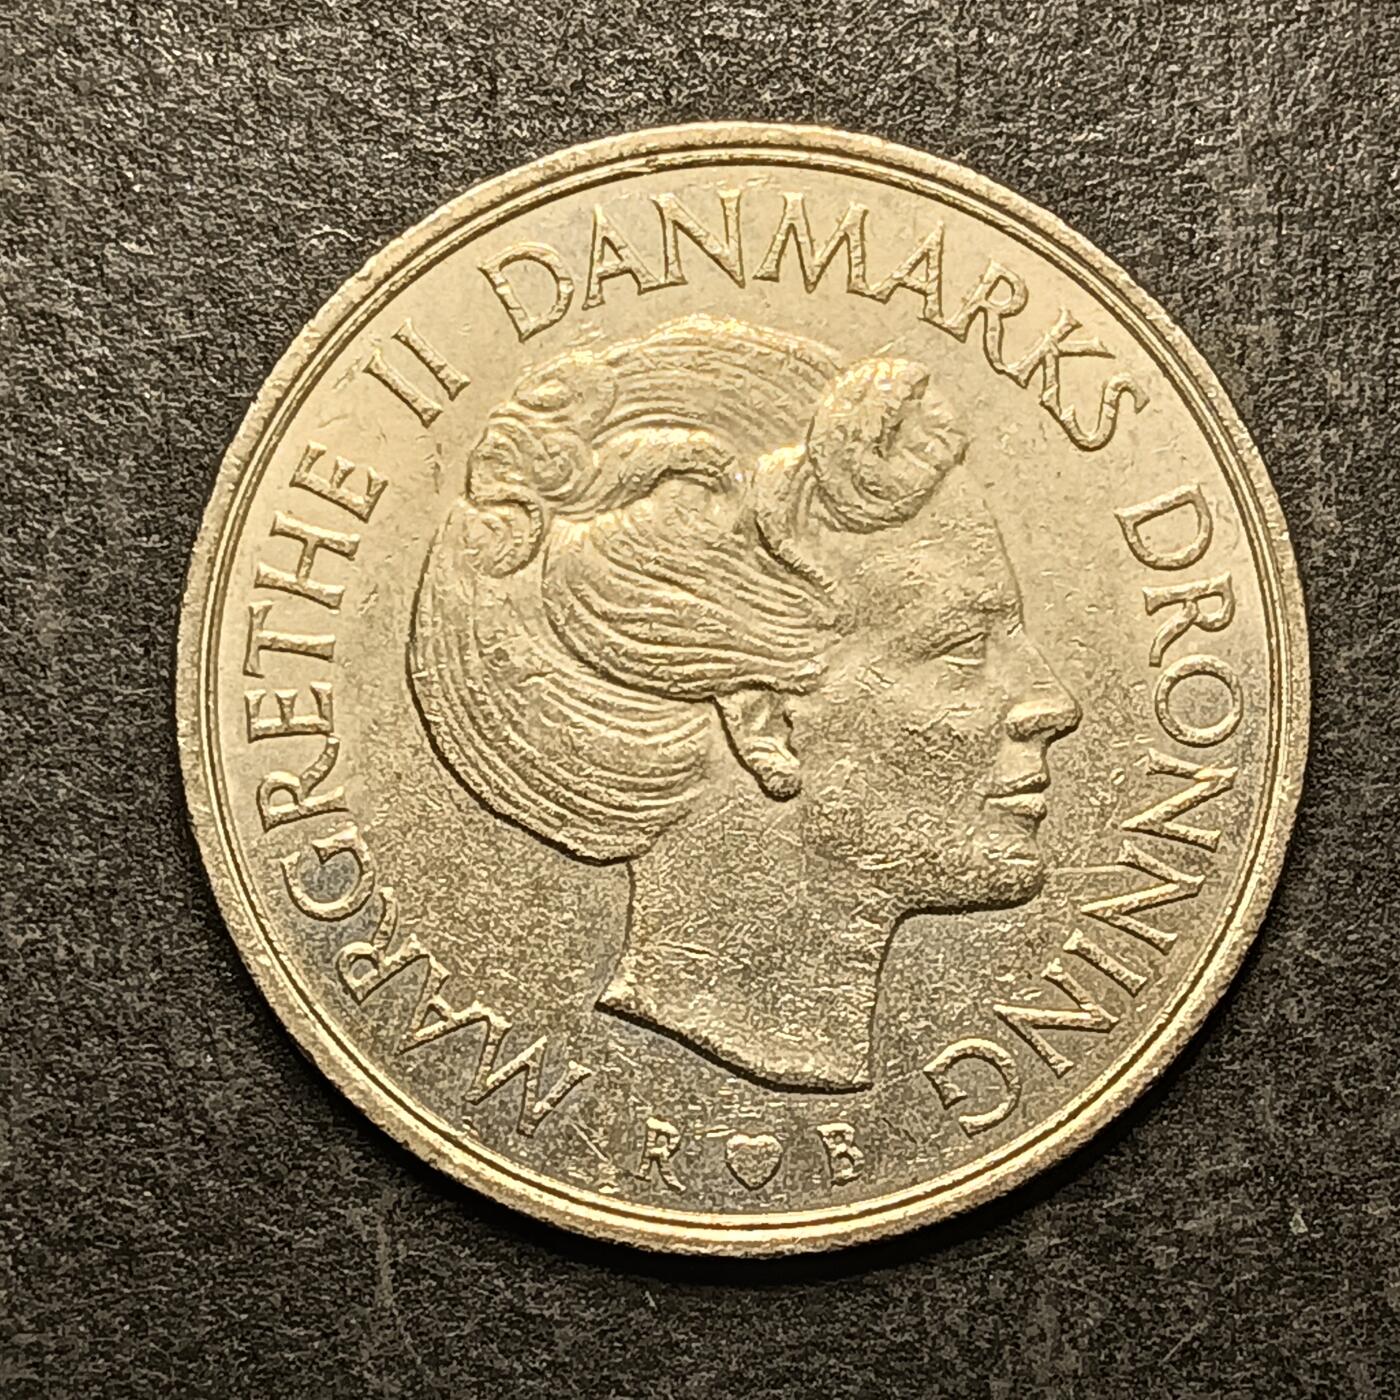 MARGRETHE II DANMARKS DRONNING
R ♥ B